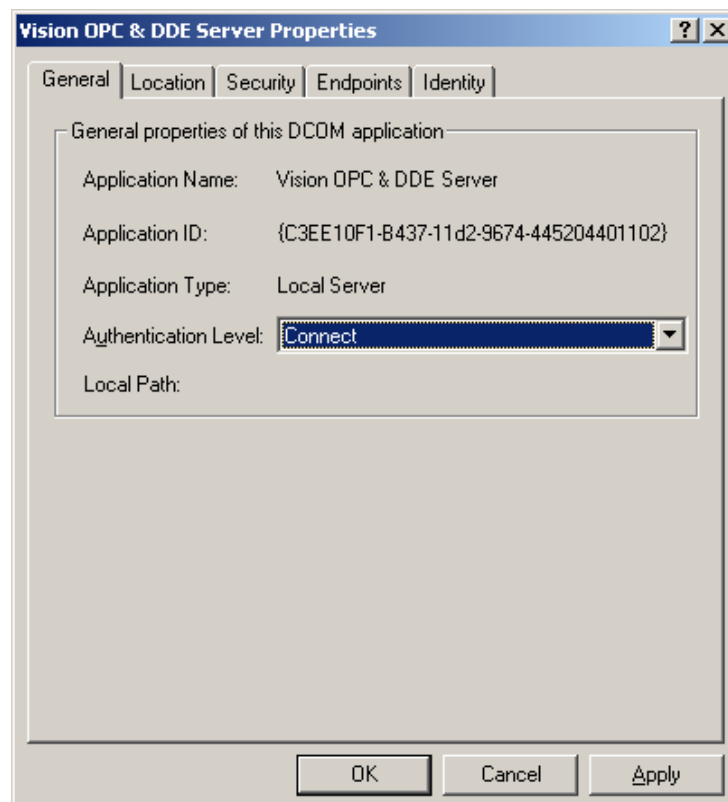 Vision OPC & DDE Server Properties
General Location Security Endpoints Identity
General properties of this DCOM application
Application Name: Vision OPC & DDE Server
Application ID: {C3EE10F1-B437-11d2-9674-445204401102}
Application Type: Local Server
Authentication Level: Connect
Local Path:
OK Cancel Apply